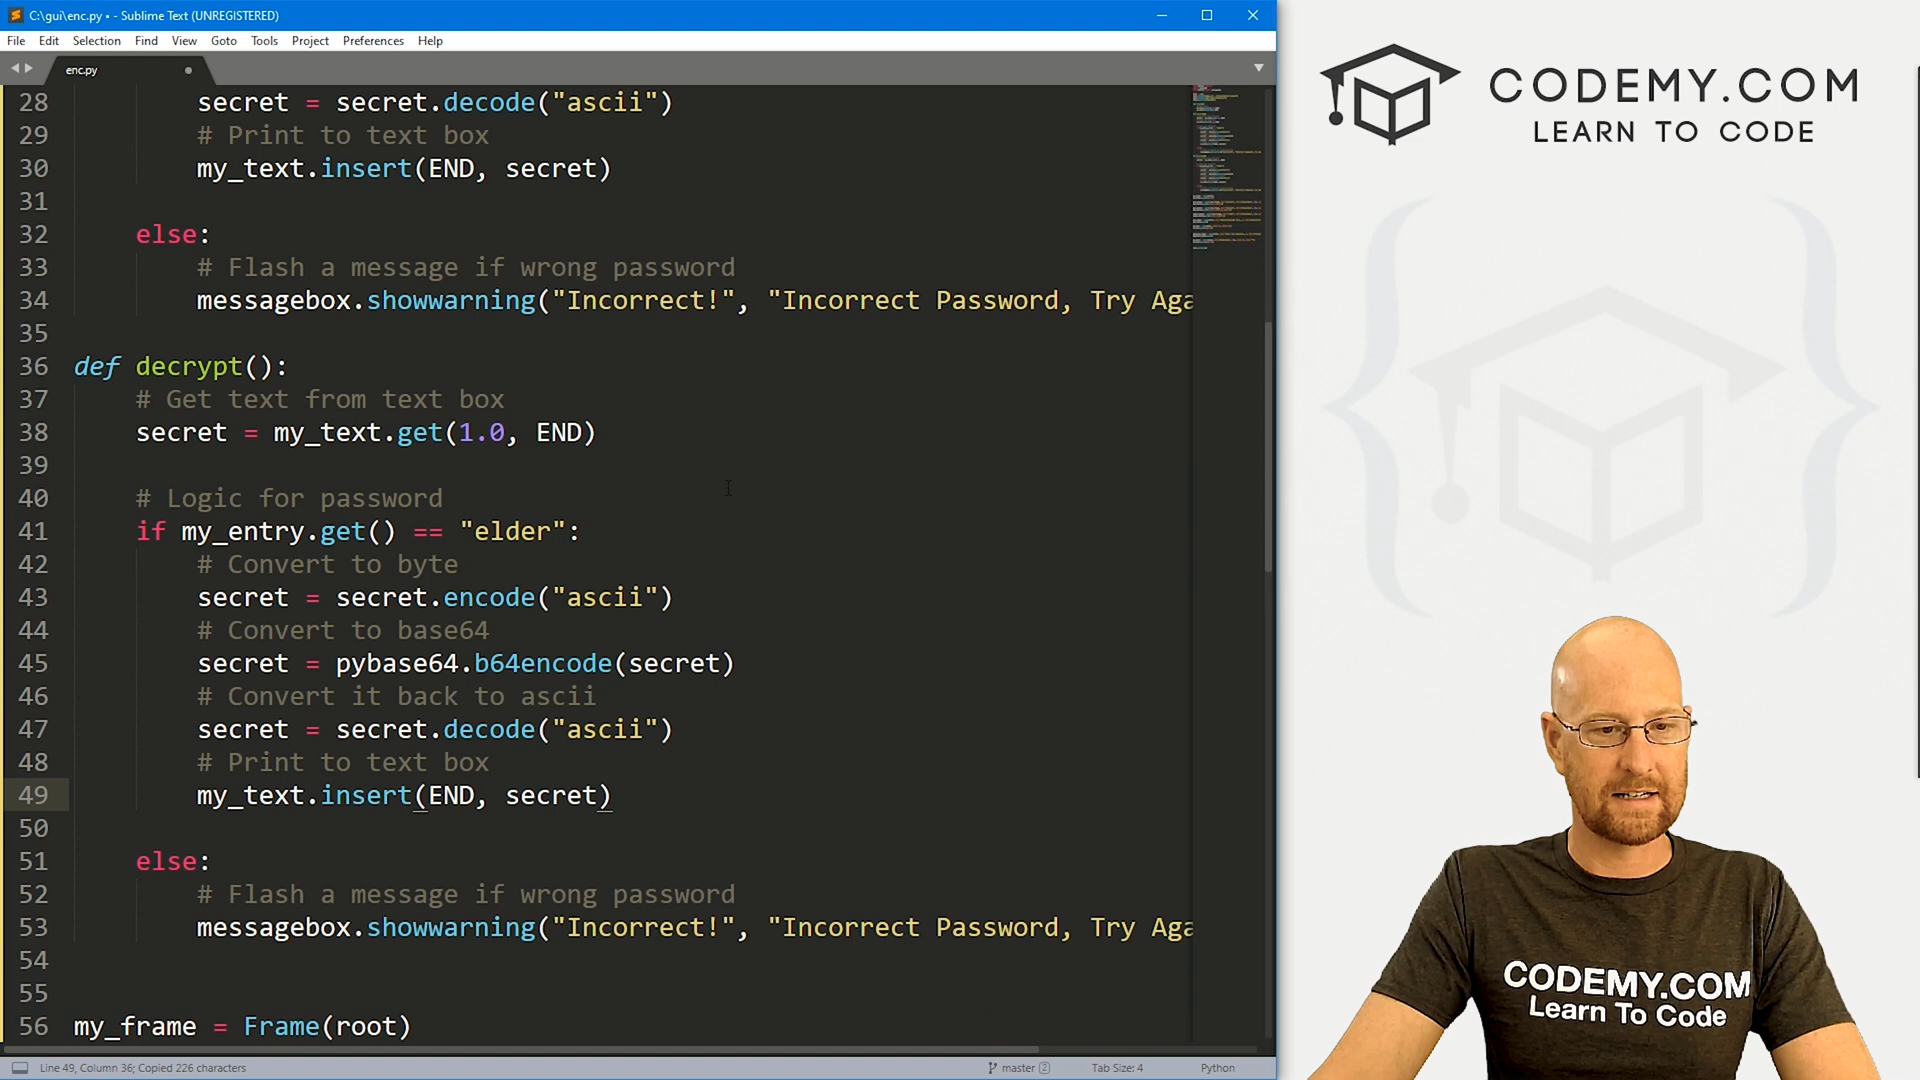 C:\gui\enc.py • - Sublime Text (UNREGISTERED)
File Edit Selection Find View Goto Tools Project Preferences Help
enc.py
28 secret = secret.decode("ascii")
29 # Print to text box
30 my_text.insert(END, secret)
31
32 else:
33 # Flash a message if wrong password
34 messagebox.showwarning("Incorrect!", "Incorrect Password, Try Aga
35
36 def decrypt():
37 # Get text from text box
38 secret = my_text.get(1.0, END)
39
40 # Logic for password
41 if my_entry.get() == "elder":
42 # Convert to byte
43 secret = secret.encode("ascii")
44 # Convert to base64
45 secret = pybase64.b64encode(secret)
46 # Convert it back to ascii
47 secret = secret.decode("ascii")
48 # Print to text box
49 my_text.insert(END, secret)
50
51 else:
52 # Flash a message if wrong password
53 messagebox.showwarning("Incorrect!", "Incorrect Password, Try Aga
54
55
56 my_frame = Frame(root)
Line 49, Column 36; Copied 226 characters
master 2
Tab Size: 4
Python
CODEMY.COM
LEARN TO CODE
CODEMY.COM
Learn To Code